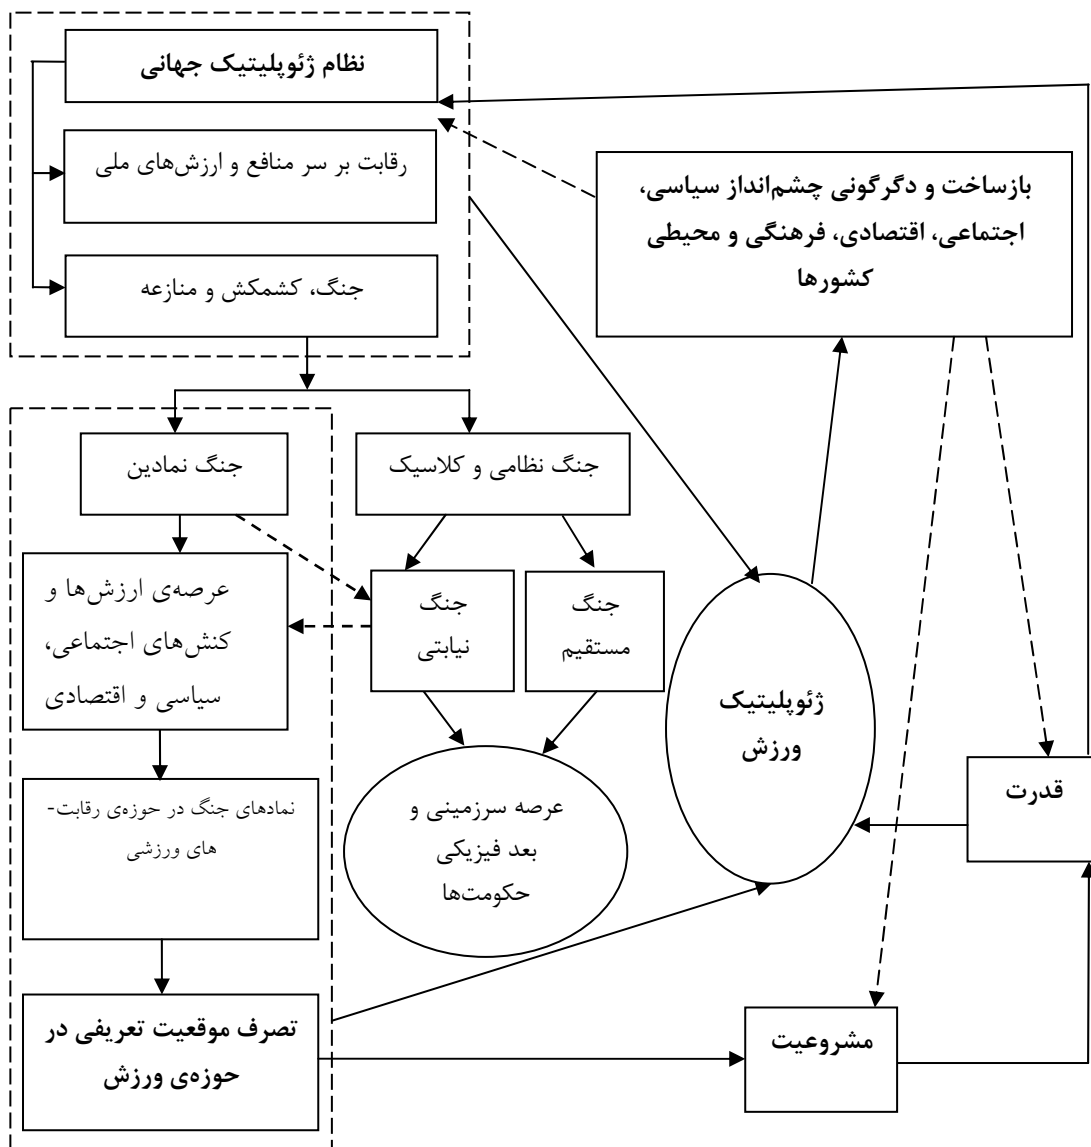 نظام ژئوپلیتیک جهانی
رقابت بر سر منافع و ارزش‌های ملی
جنگ، کشمکش و منازعه
بازساخت و دگرگونی چشم‌انداز سیاسی،
اجتماعی، اقتصادی، فرهنگی و محیطی
کشورها
جنگ نظامی و کلاسیک
جنگ نمادین
جنگ
مستقیم
جنگ
نیابتی
عرصه‌ی ارزش‌ها و
کنش‌های اجتماعی،
سیاسی و اقتصادی
ژئوپلیتیک
ورزش
قدرت
عرصه سرزمینی و
بعد فیزیکی
حکومت‌ها
نمادهای جنگ در حوزه‌ی رقابت-
های ورزشی
تصرف موقعیت تعریفی در
حوزه‌ی ورزش
مشروعیت